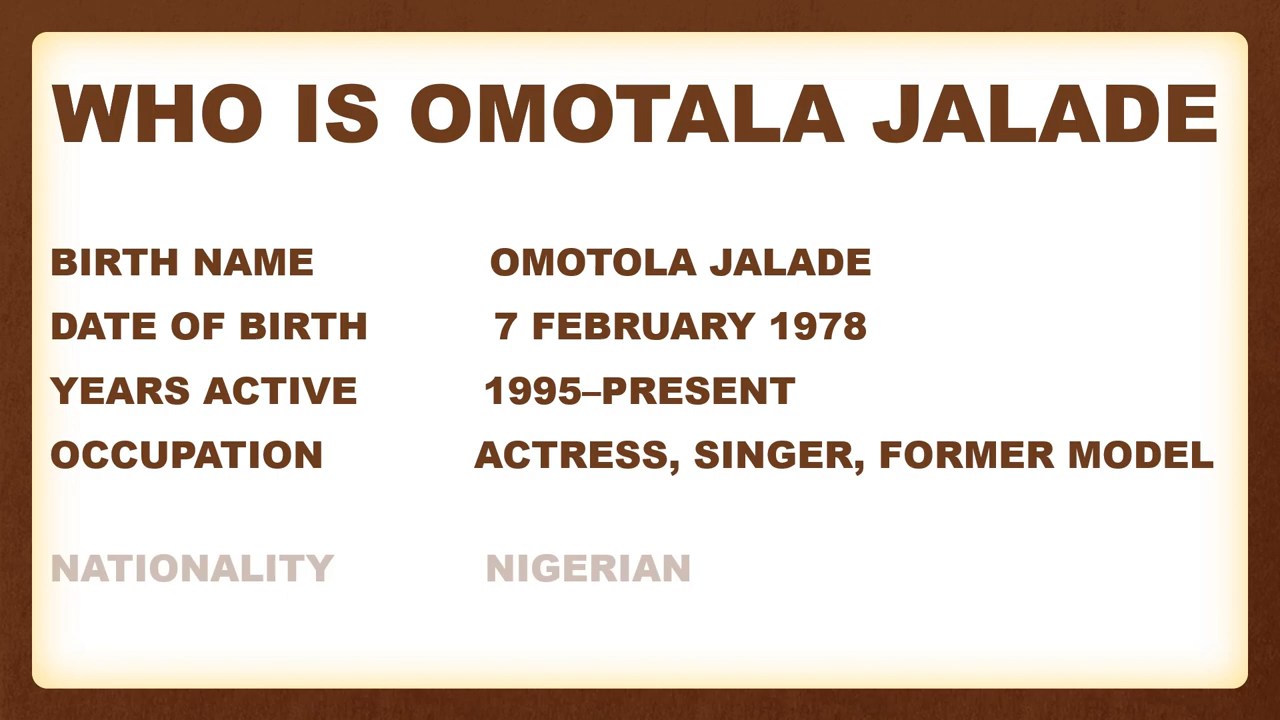 WHO IS OMOTALA JALADE
BIRTH NAME OMOTOLA JALADE
DATE OF BIRTH 7 FEBRUARY 1978
YEARS ACTIVE 1995–PRESENT
OCCUPATION ACTRESS, SINGER, FORMER MODEL
NATIONALITY NIGERIAN